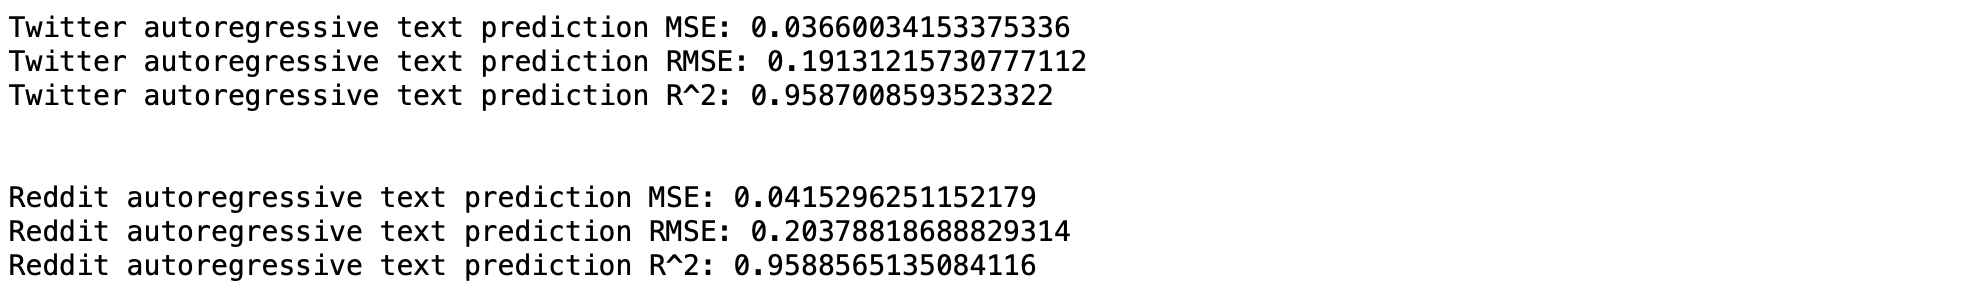 Twitter autoregressive text prediction MSE: 0.03660034153375336
Twitter autoregressive text prediction RMSE: 0.19131215730777112
Twitter autoregressive text prediction R^2: 0.9587008593523322
Reddit autoregressive text prediction MSE: 0.0415296251152179
Reddit autoregressive text prediction RMSE: 0.20378818688829314
Reddit autoregressive text prediction R^2: 0.9588565135084116